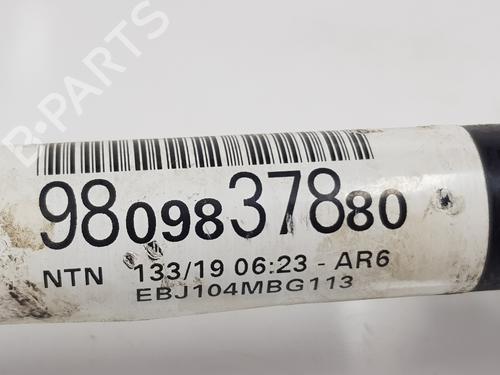 B-PARTS
9809837880
NTN 133/19 06:23 - AR6
EBJ104MBG113